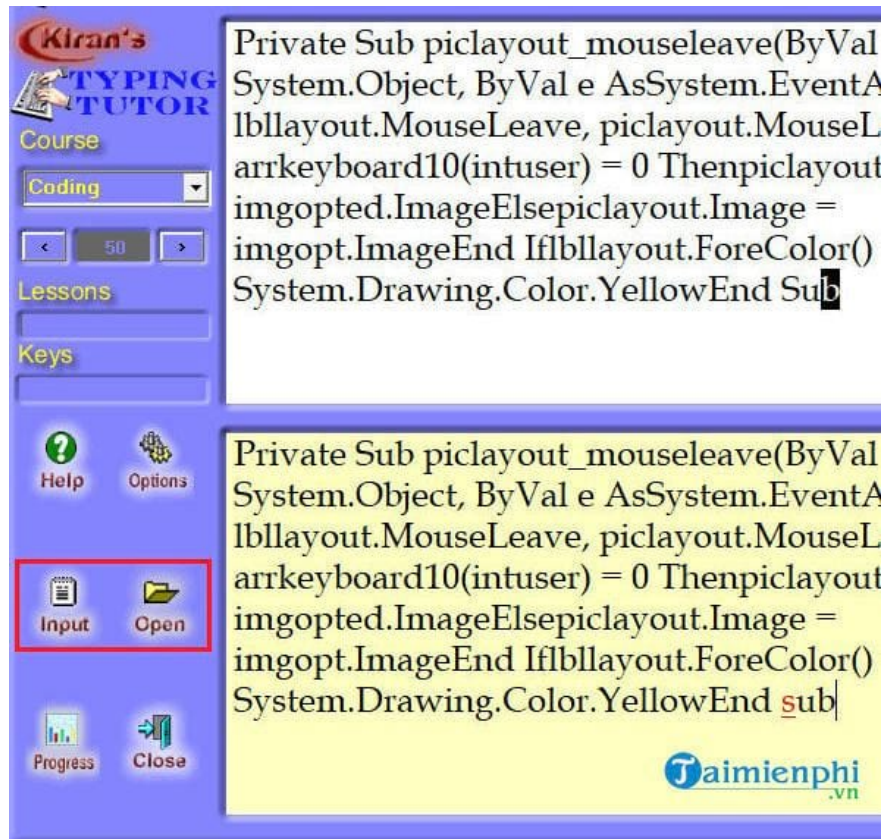 Kiran's
TYPING
TUTOR
Course
Coding
< 50 >
Lessons
Keys
Help Options
Input Open
Progress Close
Private Sub piclayout_mouseleave(ByVal
System.Object, ByVal e AsSystem.EventA
lbllayout.MouseLeave, piclayout.MouseL
arrkeyboard10(intuser) = 0 Thenpiclayout
imgopted.ImageElsepiclayout.Image =
imgopt.ImageEnd Iflbllayout.ForeColor()
System.Drawing.Color.YellowEnd Sub
Private Sub piclayout_mouseleave(ByVal
System.Object, ByVal e AsSystem.EventA
lbllayout.MouseLeave, piclayout.MouseL
arrkeyboard10(intuser) = 0 Thenpiclayout
imgopted.ImageElsepiclayout.Image =
imgopt.ImageEnd Iflbllayout.ForeColor()
System.Drawing.Color.YellowEnd sub
Taimienphi
.vn